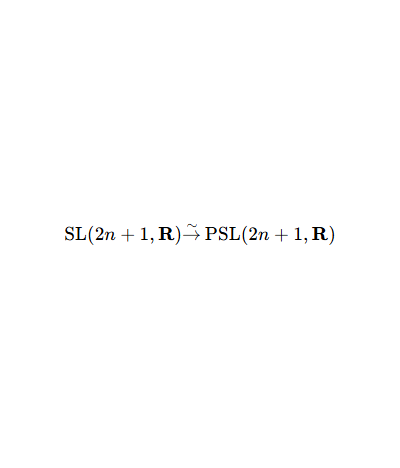 SL(2n + 1, R) →̃ PSL(2n + 1, R)